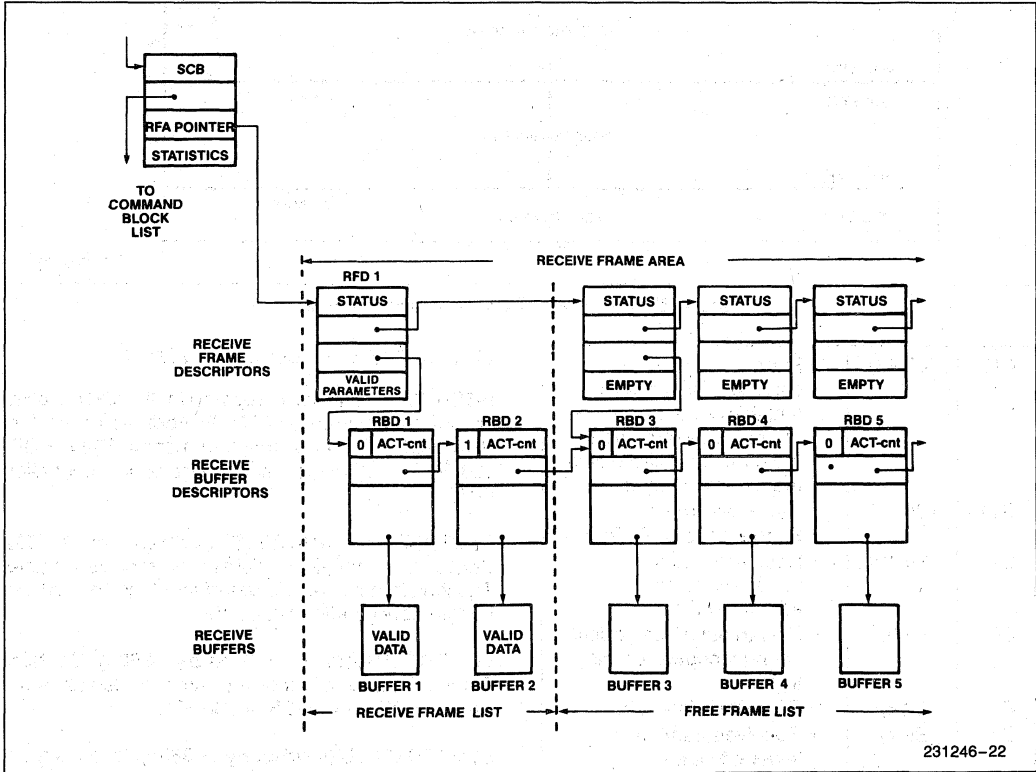 SCB
RFA POINTER
STATISTICS
TO
COMMAND
BLOCK
LIST
RECEIVE FRAME AREA
RFD 1
STATUS
STATUS
STATUS
STATUS
RECEIVE
FRAME
DESCRIPTORS
VALID
PARAMETERS
EMPTY
EMPTY
EMPTY
RBD 1
RBD 2
RBD 3
RBD 4
RBD 5
0 ACT-cnt
1 ACT-cnt
0 ACT-cnt
0 ACT-cnt
0 ACT-cnt
RECEIVE
BUFFER
DESCRIPTORS
RECEIVE
BUFFERS
VALID
DATA
VALID
DATA
BUFFER 1
BUFFER 2
BUFFER 3
BUFFER 4
BUFFER 5
RECEIVE FRAME LIST
FREE FRAME LIST
231246-22